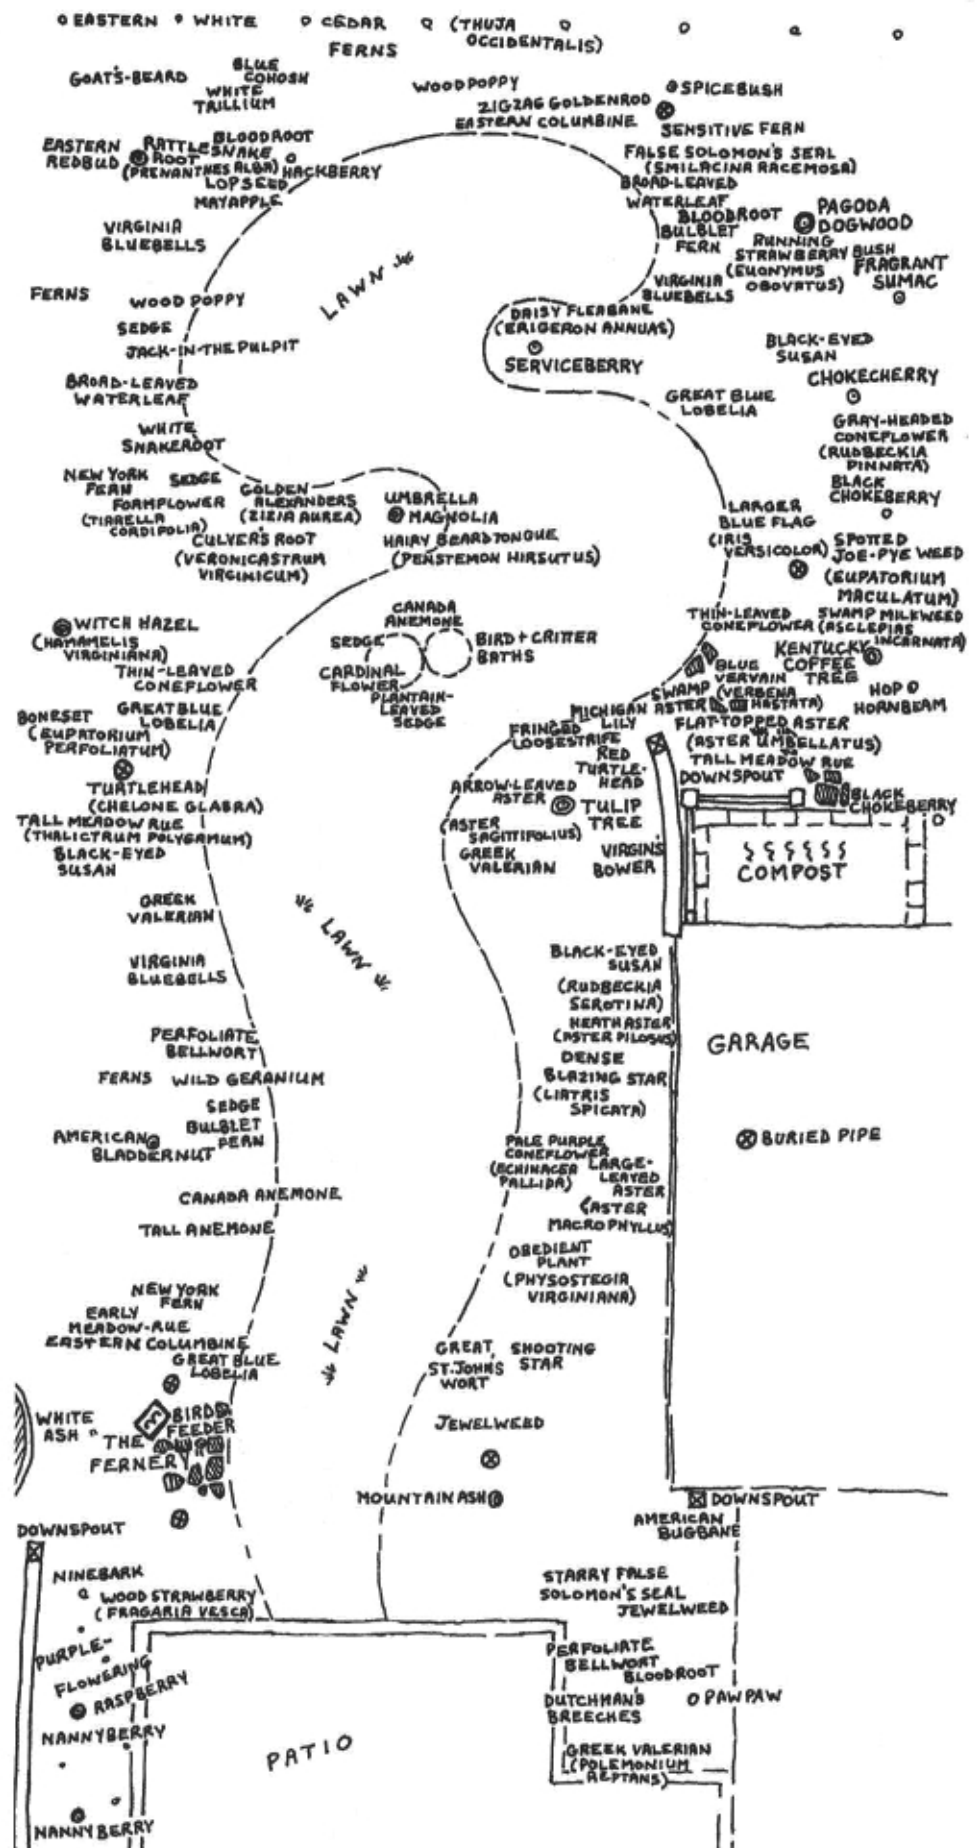 EASTERN WHITE CEDAR (THUJA
OCCIDENTALIS)
FERNS
GOAT'S-BEARD
BLUE
COHOSH
WHITE
TRILLIUM
WOODPOPPY
ZIGZAG GOLDENROD
EASTERN COLUMBINE
SPICEBUSH
SENSITIVE FERN
EASTERN
REDBUD
BLOODROOT
RATTLESNAKE
ROOT
(PRENANTHES ALBA)
HACKBERRY
LOPSEED
MAYAPPLE
FALSE SOLOMON'S SEAL
(SMILACINA RACEMOSA)
BROAD-LEAVED
WATERLEAF
BLOODROOT
BULBLET
FERN
PAGODA
DOGWOOD
RUNNING
STRAWBERRY BUSH
(EUONYMUS
OBOVATUS)
FRAGRANT
SUMAC
VIRGINIA
BLUEBELLS
VIRGINIA
BLUEBELLS
LAWN
FERNS
WOOD POPPY
SEDGE
JACK-IN-THE PULPIT
DAISY FLEABANE
(ERIGERON ANNUAS)
SERVICEBERRY
BLACK-EYED
SUSAN
CHOKECHERRY
BROAD-LEAVED
WATERLEAF
GREAT BLUE
LOBELIA
GRAY-HEADED
CONEFLOWER
(RUDBECKIA
PINNATA)
BLACK
CHOKEBERRY
WHITE
SNAKEROOT
NEW YORK
FERN
SEDGE
FOAMFLOWER
(TIARELLA
CORDIPOLIA)
GOLDEN
ALEXANDERS
(ZIZIA AUREA)
CULVER'S ROOT
(VERONICASTRUM
VIRGINICUM)
UMBRELLA
MAGNOLIA
HAIRY BEARDTONGUE
(PENSTEMON HIRSUTUS)
LARGER
BLUE FLAG
(IRIS
VERSICOLOR)
SPOTTED
JOE-PYE WEED
(EUPATORIUM
MACULATUM)
WITCH HAZEL
(HAMAMELIS
VIRGINIANA)
CANADA
ANEMONE
SEDGE
CARDINAL
FLOWER
PLANTAIN-
LEAVED
SEDGE
BIRD + CRITTER
BATHS
THIN-LEAVED
CONEFLOWER
SWAMP MILKWEED
(ASCLEPIAS
INCARNATA)
KENTUCKY
COFFEE
TREE
BLUE
VERVAIN
(VERBENA
HASTATA)
HOP
HORNBEAM
THIN-LEAVED
CONEFLOWER
GREAT BLUE
LOBELIA
BONESET
(EUPATORIUM
PERFOLIATUM)
SWAMP
ASTER
MICHIGAN
LILY
FLAT-TOPPED ASTER
(ASTER UMBELLATUS)
TALL MEADOW RUE
DOWNSPOUT
FRINGED
LOOSESTRIFE
RED
TURTLE-
HEAD
TURTLEHEAD
(CHELONE GLABRA)
TALL MEADOW RUE
(THALICTRUM POLYGAMUM)
BLACK-EYED
SUSAN
ARROW-LEAVED
ASTER
(ASTER
SAGITTIFOLIUS)
TULIP
TREE
GREEK
VALERIAN
VIRGIN'S
BOWER
BLACK
CHOKEBERRY
COMPOST
GREEK
VALERIAN
LAWN
VIRGINIA
BLUEBELLS
BLACK-EYED
SUSAN
(RUDBECKIA
SEROTINA)
HEATH ASTER
(ASTER PILOSUS)
DENSE
BLAZING STAR
(LIATRIS
SPICATA)
GARAGE
PERFOLIATE
BELLWORT
FERNS WILD GERANIUM
SEDGE
BULBLET
FERN
AMERICAN
BLADDERNUT
BURIED PIPE
PALE PURPLE
CONEFLOWER
(ECHINACEA
PALLIDA)
LARGE-
LEAVED
ASTER
(ASTER
MACROPHYLLUS)
CANADA ANEMONE
TALL ANEMONE
OBEDIENT
PLANT
(PHYSOSTEGIA
VIRGINIANA)
NEW YORK
FERN
EARLY
MEADOW-RUE
EASTERN COLUMBINE
GREAT BLUE
LOBELIA
LAWN
GREAT
ST. JOHN'S
WORT
SHOOTING
STAR
WHITE
ASH
BIRD
FEEDER
THE
FERNERY
JEWELWEED
MOUNTAIN ASH
DOWNSPOUT
AMERICAN
BUGBANE
DOWNSPOUT
NINEBARK
WOOD STRAWBERRY
(FRAGARIA VESCA)
STARRY FALSE
SOLOMON'S SEAL
JEWELWEED
PURPLE-
FLOWERING
RASPBERRY
NANNYBERRY
PERFOLIATE
BELLWORT
BLOODROOT
DUTCHMAN'S
BREECHES
PAWPAW
PATIO
GREEK VALERIAN
(POLEMONIUM
REPTANS)
NANNYBERRY